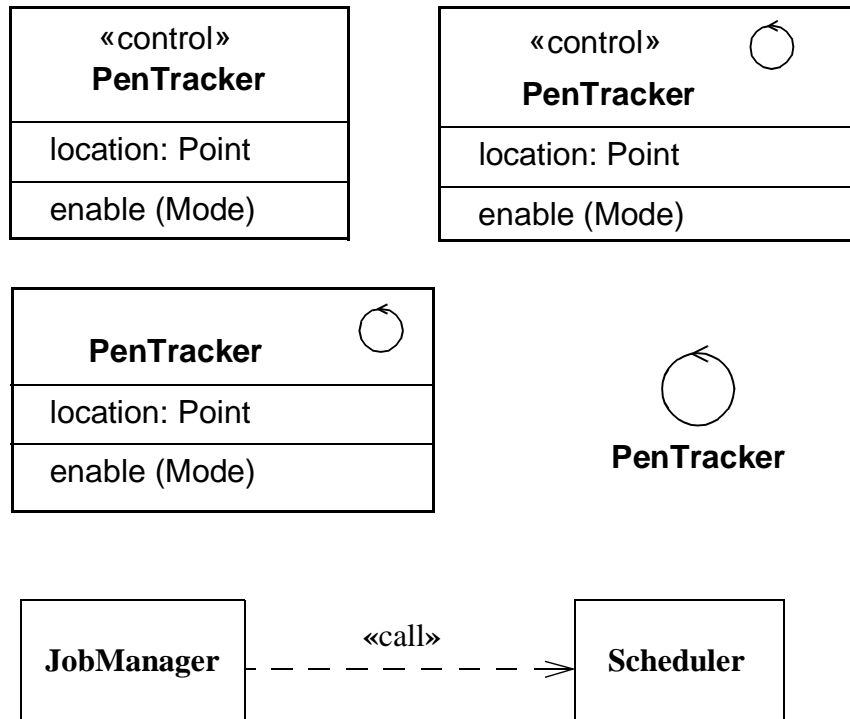 «control»
PenTracker
location: Point
enable (Mode)
«control»
PenTracker
location: Point
enable (Mode)
PenTracker
location: Point
enable (Mode)
PenTracker
JobManager
«call»
Scheduler